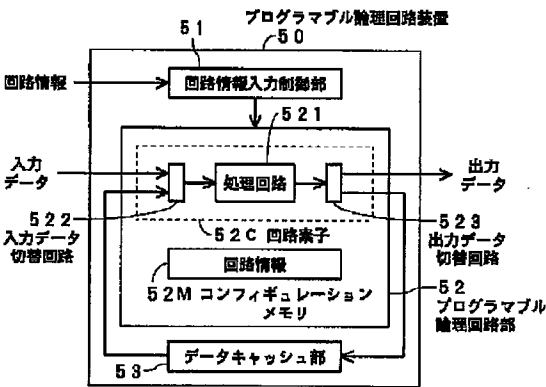 プログラマブル論理回路装置
51
50
回路情報
回路情報入力制御部
521
入力
データ
処理回路
出力
データ
522
入力データ
切替回路
52C 回路素子
523
出力データ
切替回路
回路情報
52M コンフィギュレーション
メモリ
52
プログラマブル
論理回路部
53
データキャッシュ部